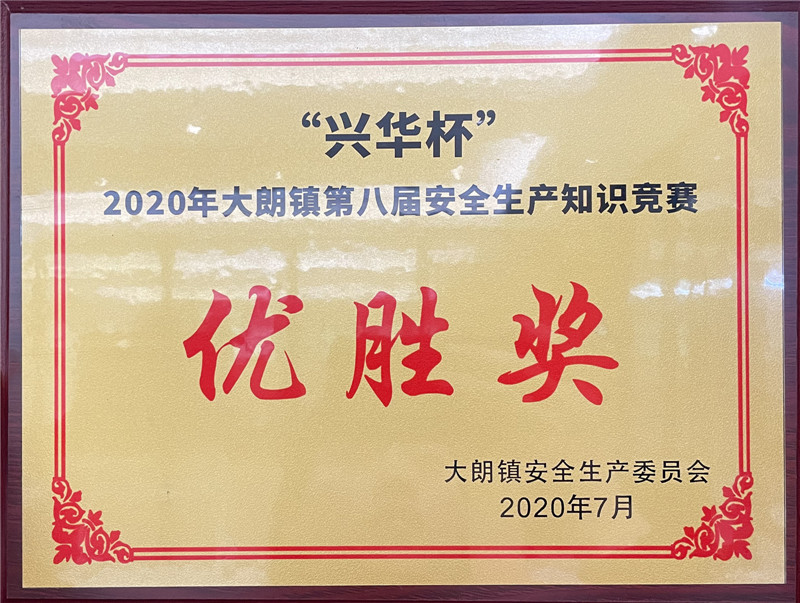 “兴华杯”
2020年大朗镇第八届安全生产知识竞赛
优胜奖
大朗镇安全生产委员会
2020年7月